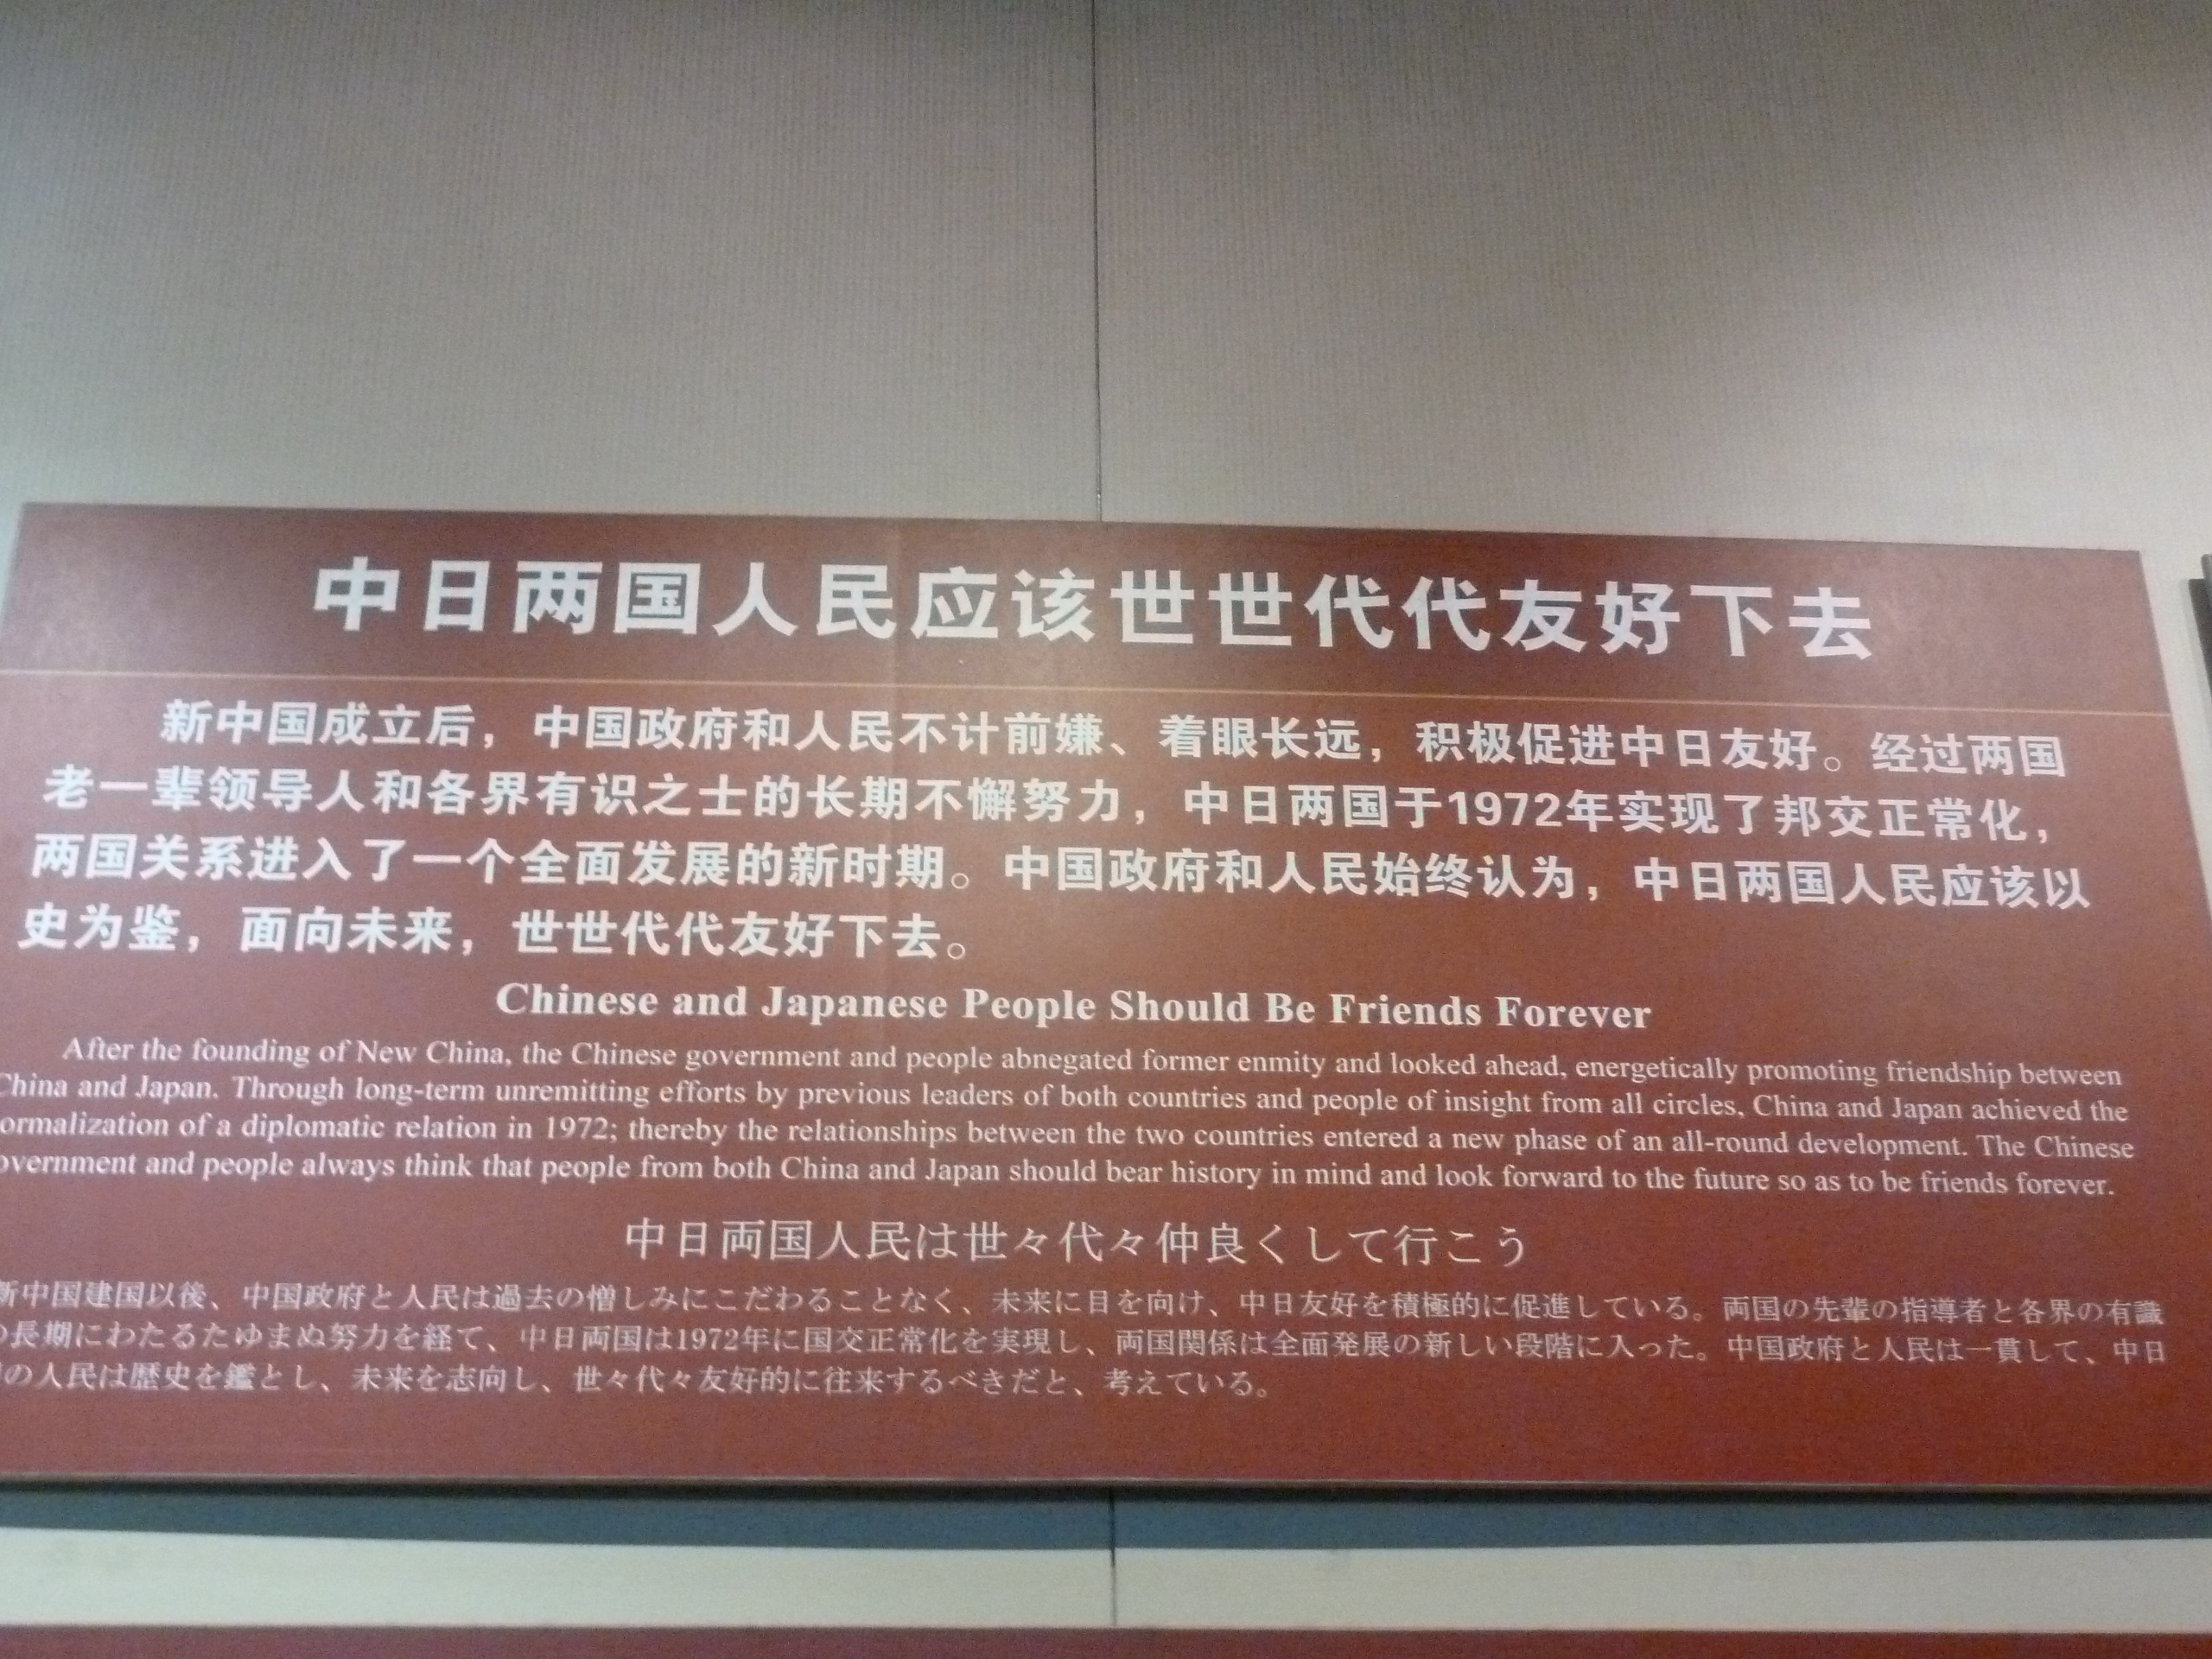 中日两国人民应该世世代代友好下去
新中国成立后，中国政府和人民不计前嫌、着眼长远，积极促进中日友好。经过两国
老一辈领导人和各界有识之士的长期不懈努力，中日两国于1972年实现了邦交正常化，
两国关系进入了一个全面发展的新时期。中国政府和人民始终认为，中日两国人民应该以
史为鉴，面向未来，世世代代友好下去。
Chinese and Japanese People Should Be Friends Forever
After the founding of New China, the Chinese government and people abnegated former enmity and looked ahead, energetically promoting friendship between
China and Japan. Through long-term unremitting efforts by previous leaders of both countries and people of insight from all circles, China and Japan achieved the
ormalization of a diplomatic relation in 1972; thereby the relationships between the two countries entered a new phase of an all-round development. The Chinese
overnment and people always think that people from both China and Japan should bear history in mind and look forward to the future so as to be friends forever.
中日両国人民は世々代々仲良くして行こう
新中国建国以後、中国政府と人民は過去の憎しみにこだわることなく、未来に目を向け、中日友好を積極的に促進している。両国の先輩の指導者と各界の有識
の長期にわたるたゆまぬ努力を経て、中日両国は1972年に国交正常化を実現し、両国関係は全面発展の新しい段階に入った。中国政府と人民は一貫して、中日
の人民は歴史を鑑とし、未来を志向し、世々代々友好的に往来するべきだと、考えている。